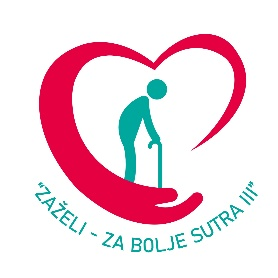 "ZAŽELI - ZA BOLJE SUTRA III"